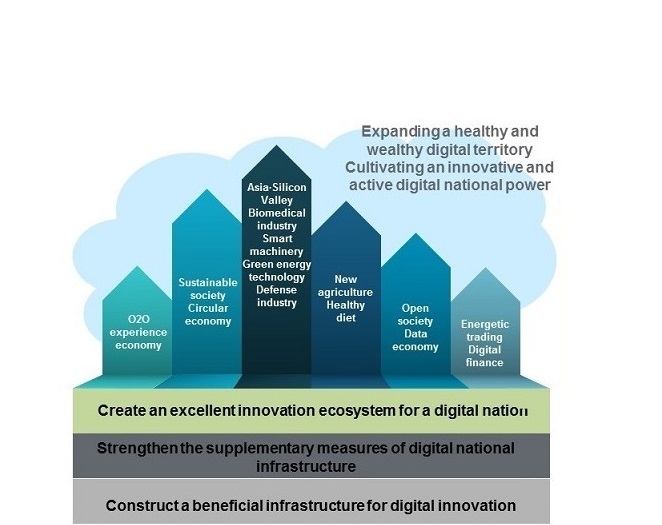 Expanding a healthy and
wealthy digital territory
Cultivating an innovative and
active digital national power
O2O
experience
economy
Sustainable
society
Circular
economy
Asia-Silicon
Valley
Biomedical
industry
Smart
machinery
Green energy
technology
Defense
industry
New
agriculture
Healthy
diet
Open
society
Data
economy
Energetic
trading
Digital
finance
Create an excellent innovation ecosystem for a digital nation
Strengthen the supplementary measures of digital national
infrastructure
Construct a beneficial infrastructure for digital innovation